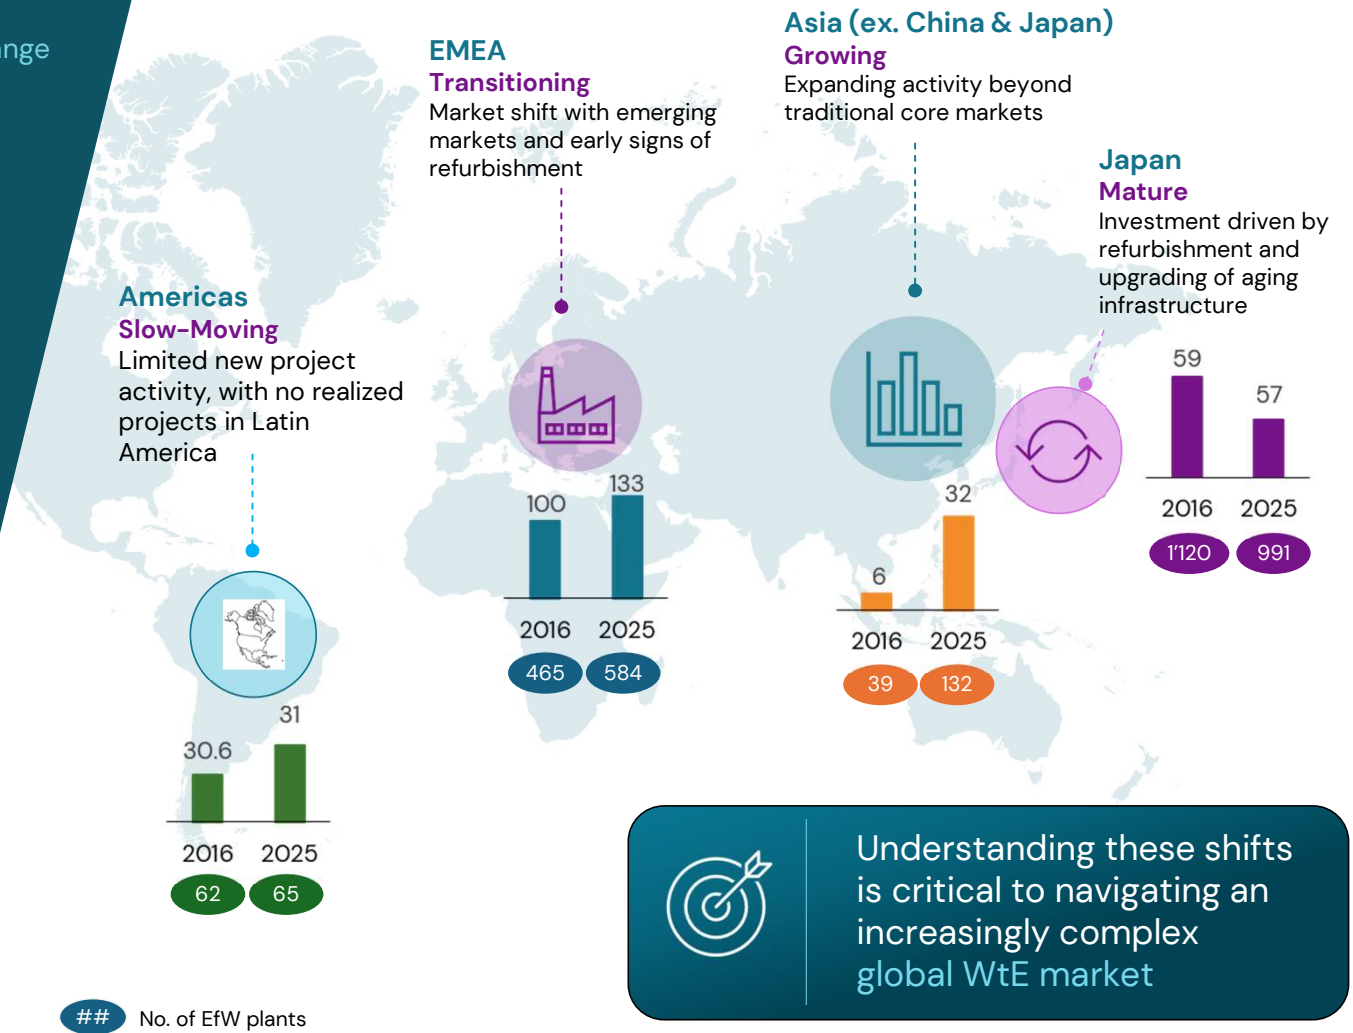 EMEA
Transitioning
Market shift with emerging
markets and early signs of
refurbishment
Asia (ex. China & Japan)
Growing
Expanding activity beyond
traditional core markets
Japan
Mature
Investment driven by
refurbishment and
upgrading of aging
infrastructure
Americas
Slow-Moving
Limited new project
activity, with no realized
projects in Latin
America
59
57
2016 2025
1'120 991
100
133
2016 2025
465 584
6
32
2016 2025
39 132
30.6
31
2016 2025
62 65
Understanding these shifts
is critical to navigating an
increasingly complex
global WtE market
## No. of EfW plants